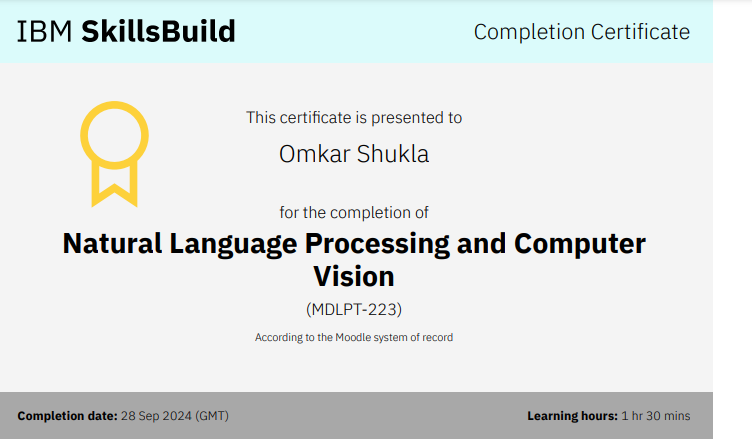 IBM SkillsBuild
Completion Certificate
This certificate is presented to
Omkar Shukla
for the completion of
Natural Language Processing and Computer
Vision
(MDLPT-223)
According to the Moodle system of record
Completion date: 28 Sep 2024 (GMT)
Learning hours: 1 hr 30 mins